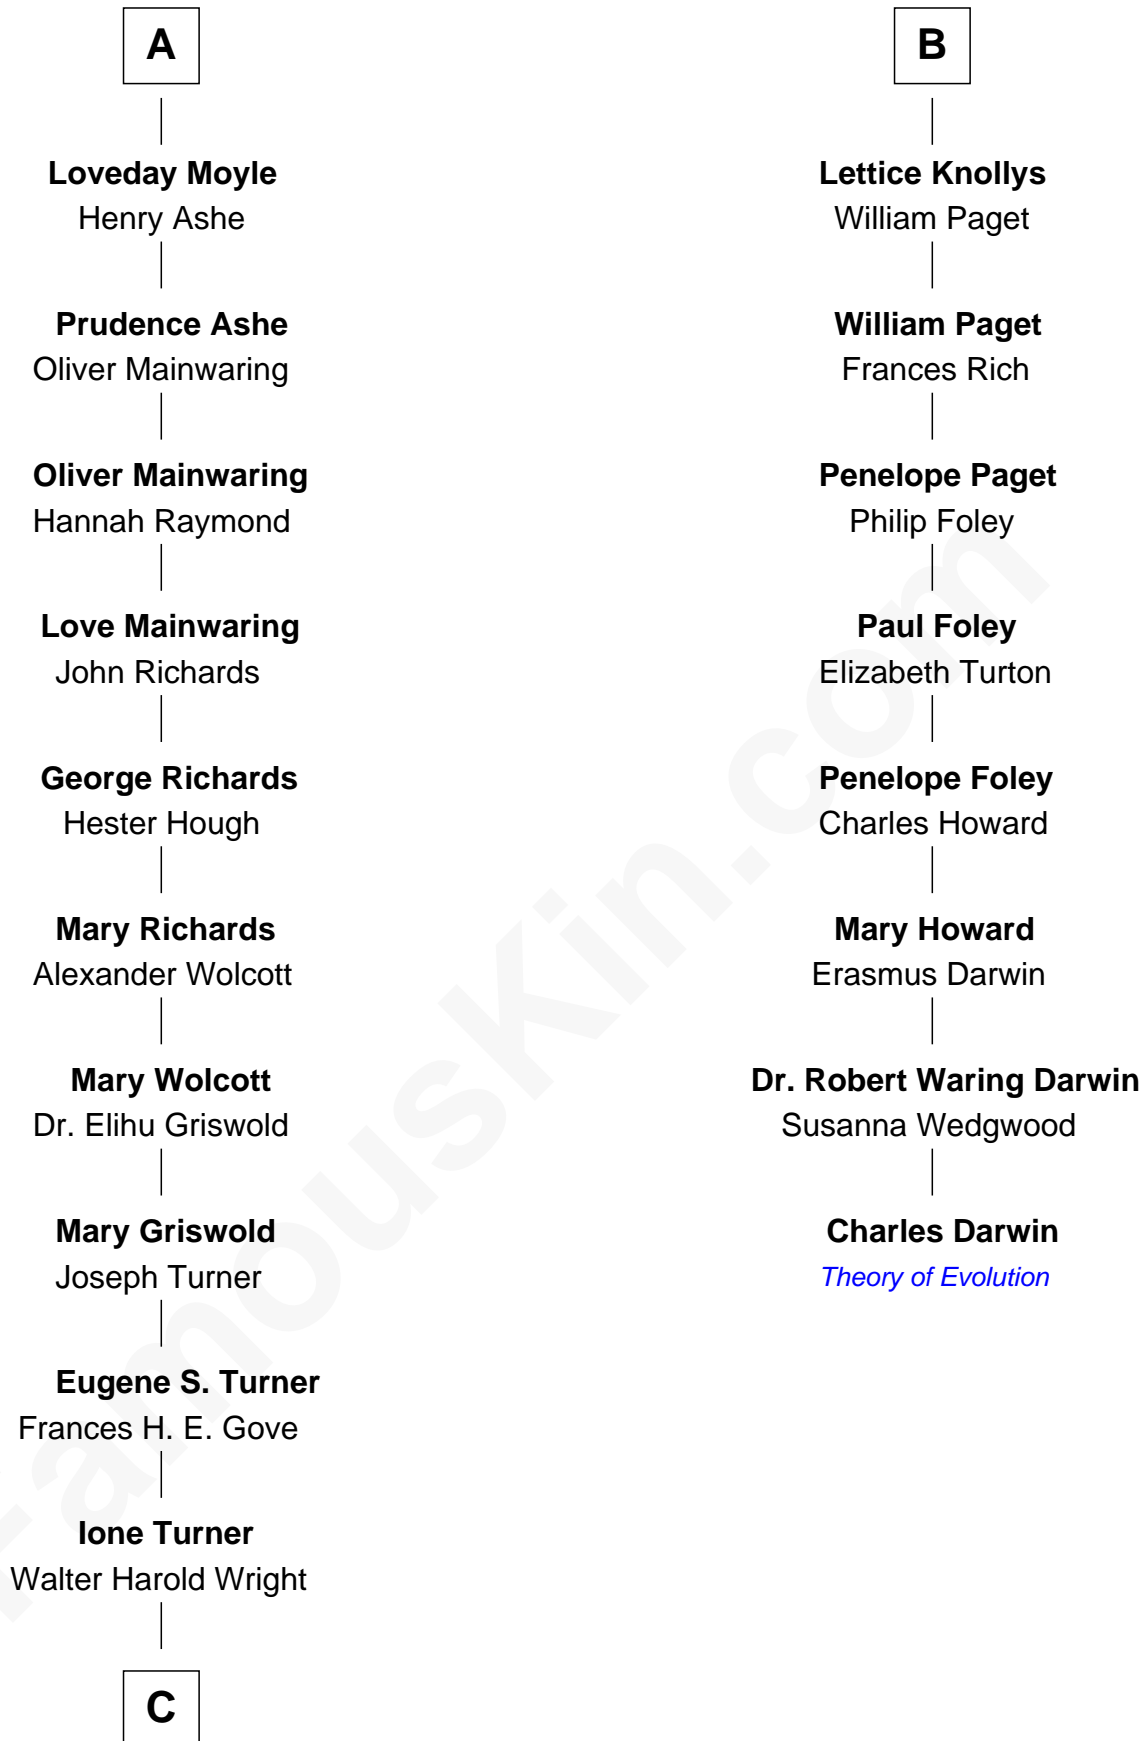 A
Loveday Moyle
Henry Ashe
Prudence Ashe
Oliver Mainwaring
Oliver Mainwaring
Hannah Raymond
Love Mainwaring
John Richards
George Richards
Hester Hough
Mary Richards
Alexander Wolcott
Mary Wolcott
Dr. Elihu Griswold
Mary Griswold
Joseph Turner
Eugene S. Turner
Frances H. E. Gove
Ione Turner
Walter Harold Wright
C
B
Lettice Knollys
William Paget
William Paget
Frances Rich
Penelope Paget
Philip Foley
Paul Foley
Elizabeth Turton
Penelope Foley
Charles Howard
Mary Howard
Erasmus Darwin
Dr. Robert Waring Darwin
Susanna Wedgwood
Charles Darwin
Theory of Evolution
FamousKin.com